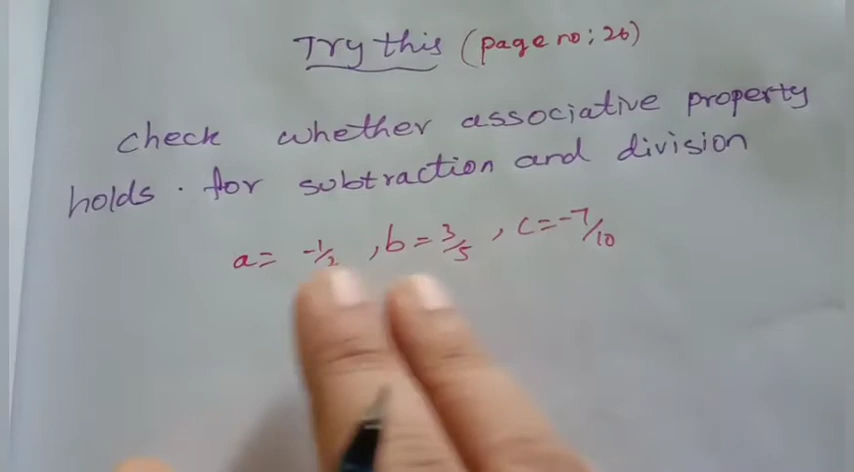 Try this (page no: 26)
check whether associative property
holds. for subtraction and division
a= -1/2, b=3/5, c=-7/10